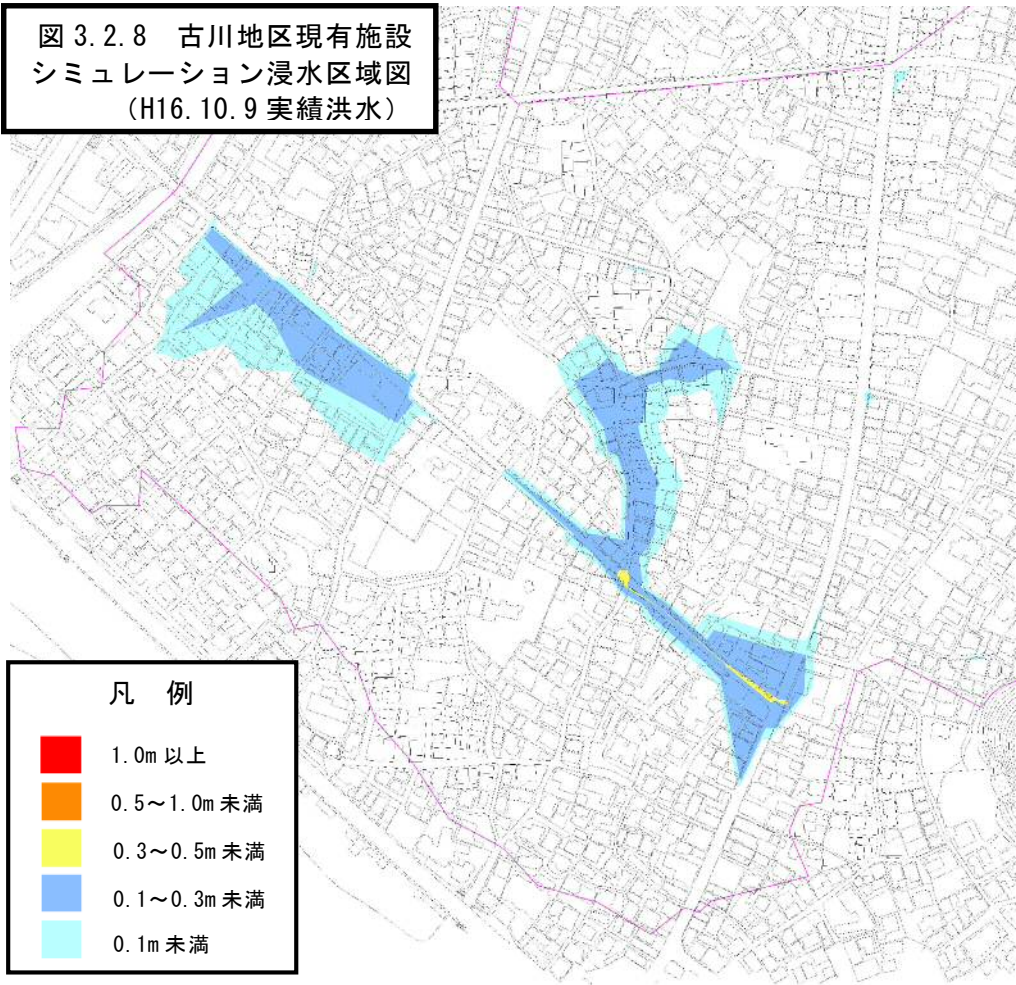 図 3.2.8 古川地区現有施設
シミュレーション浸水区域図
（H16.10.9 実績洪水）
凡 例
1.0m 以上
0.5～1.0m 未満
0.3～0.5m 未満
0.1～0.3m 未満
0.1m 未満